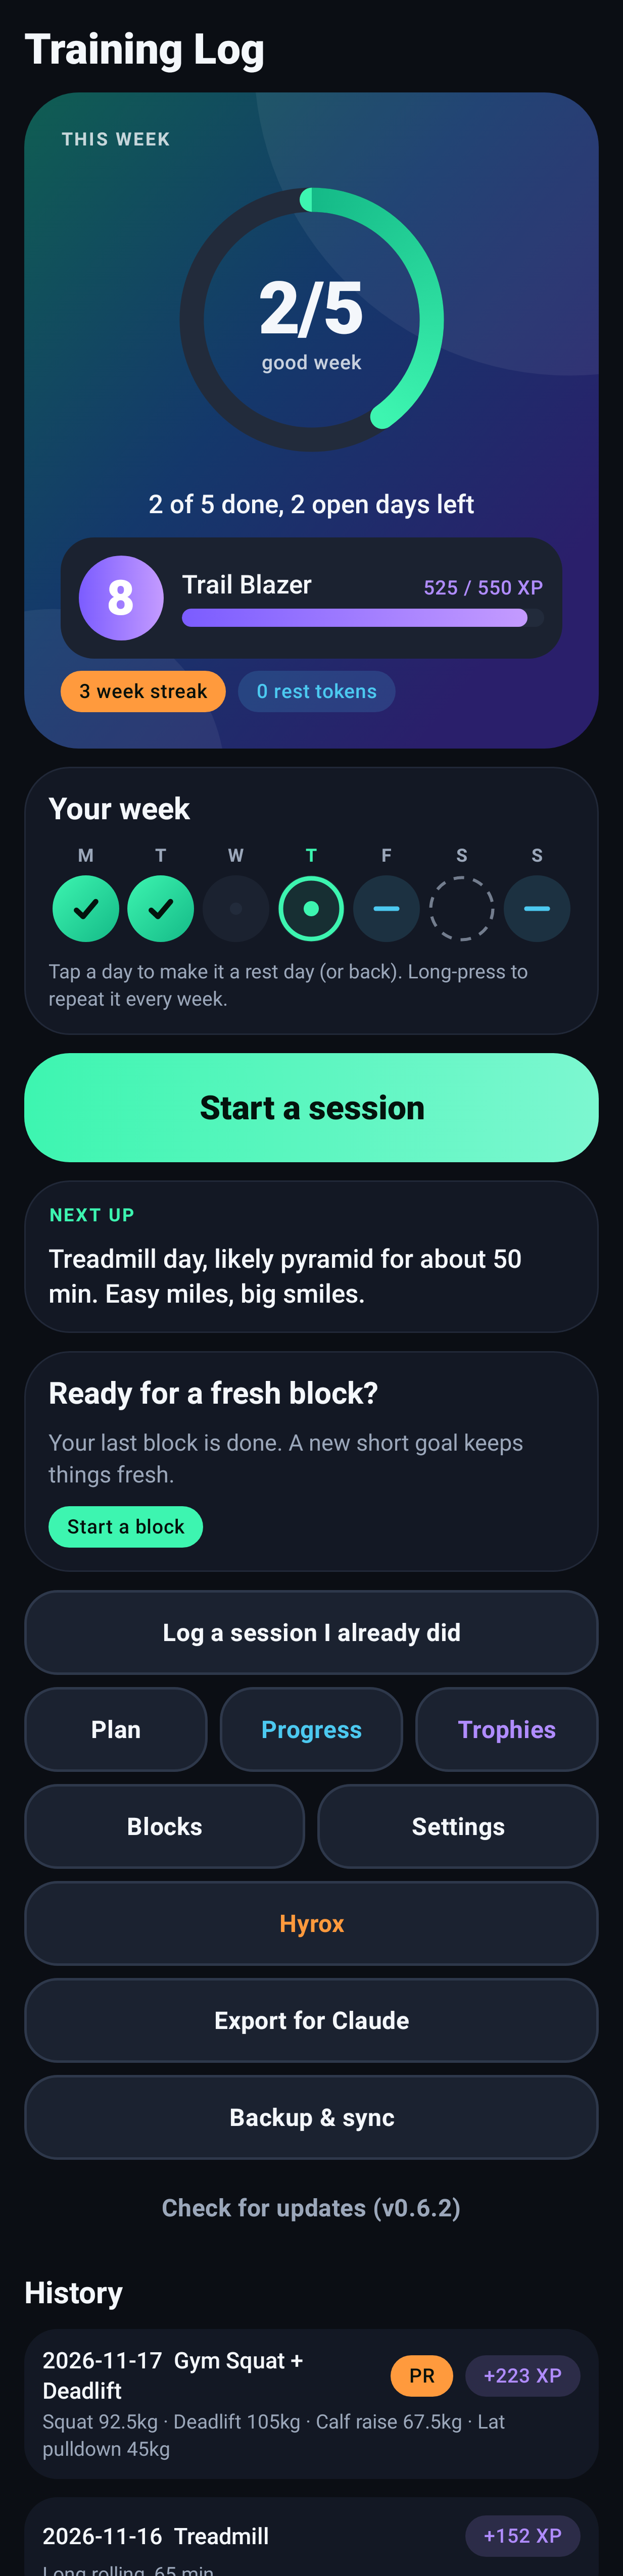 Training Log
THIS WEEK
2/5
good week
2 of 5 done, 2 open days left
8
Trail Blazer
525 / 550 XP
3 week streak
0 rest tokens
Your week
M T W T F S S
Tap a day to make it a rest day (or back). Long-press to
repeat it every week.
Start a session
NEXT UP
Treadmill day, likely pyramid for about 50
min. Easy miles, big smiles.
Ready for a fresh block?
Your last block is done. A new short goal keeps
things fresh.
Start a block
Log a session I already did
Plan
Progress
Trophies
Blocks
Settings
Hyrox
Export for Claude
Backup & sync
Check for updates (v0.6.2)
History
2026-11-17 Gym Squat +
Deadlift
PR
+223 XP
Squat 92.5kg · Deadlift 105kg · Calf raise 67.5kg · Lat
pulldown 45kg
2026-11-16 Treadmill
+152 XP
Long rolling, 65 min